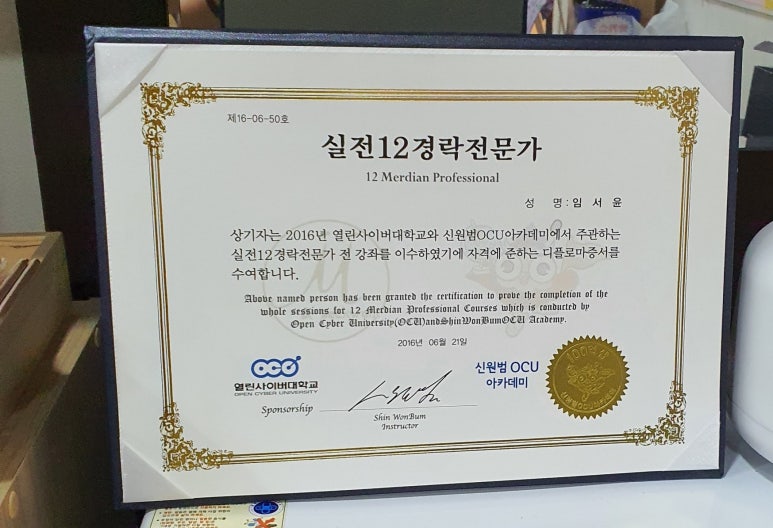 제16-06-50호
실전12경락전문가
12 Merdian Professional
성 명:임 서 윤
상기자는 2016년 열린사이버대학교와 신원범OCU아카데미에서 주관하는
실전12경락전문가 전 강좌를 이수하였기에 자격에 준하는 디플로마증서를
수여합니다.
Above named person has been granted the certification to prove the completion of the
whole sessions for 12 Merdian Professional Courses which is conducted by
Open Cyber University(OCU)andShinWonBumOCU Academy.
2016년 06월 21일
OCU
열린사이버대학교
OPEN CYBER UNIVERSITY
Sponsorship
Shin WonBum
Instructor
신원범 OCU
아카데미